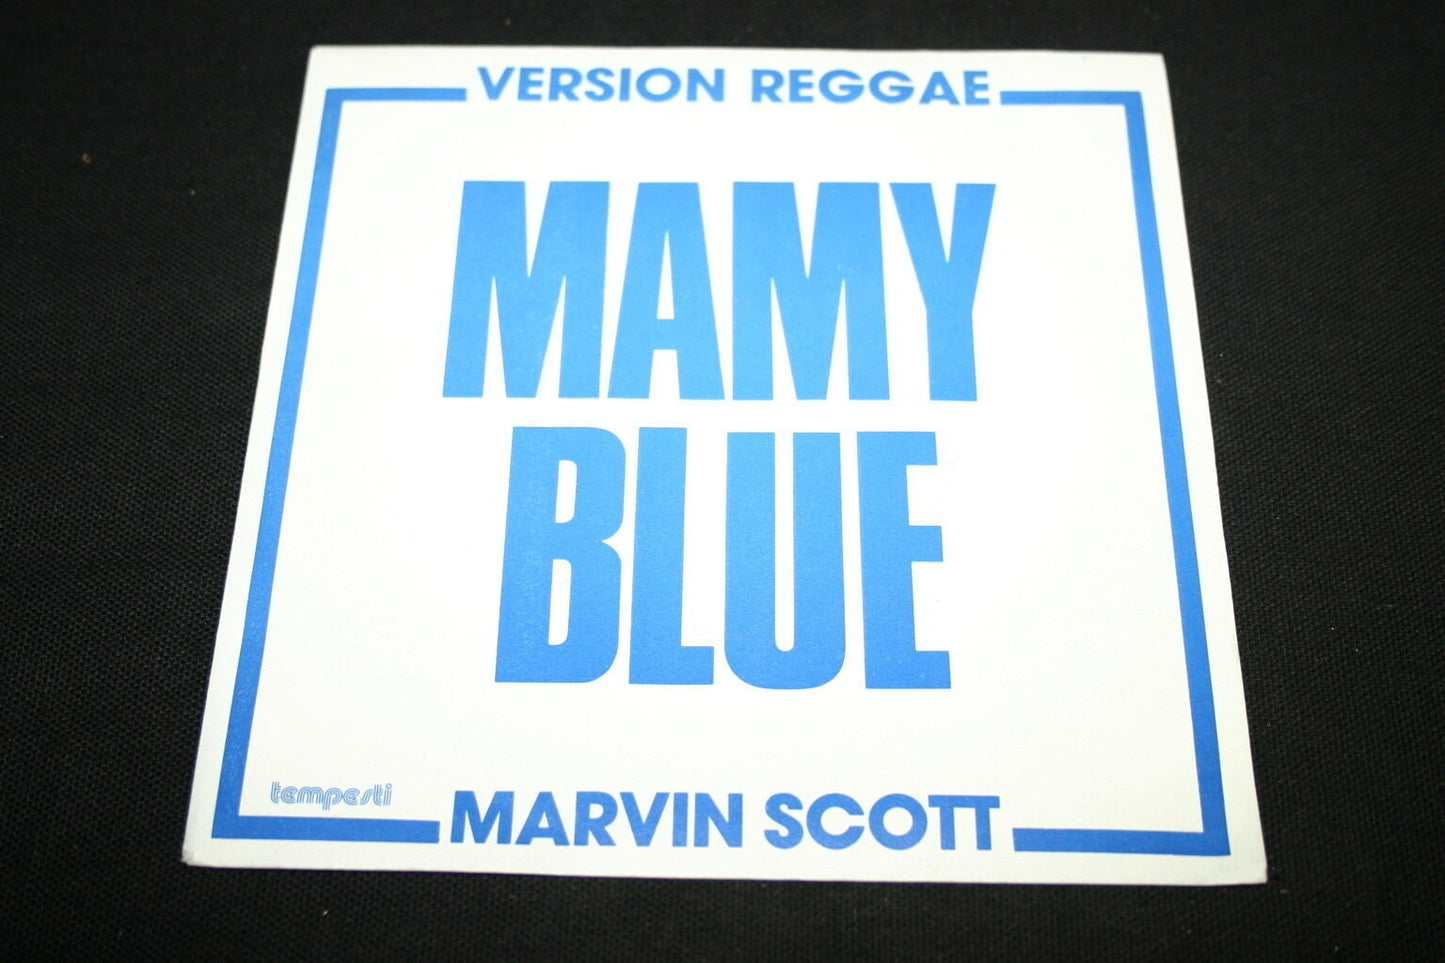 VERSION REGGAE
MAMY
BLUE
tempesti
MARVIN SCOTT